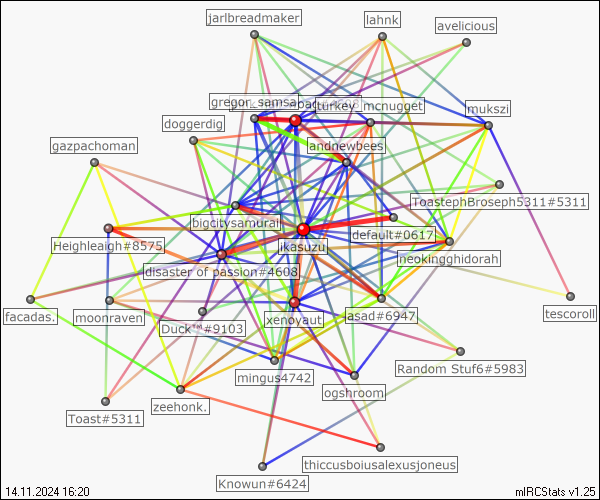 jarlbreadmaker
lahnk
avelicious
gregor_samsa
turkey_mcnugget
mukszi
doggerdig
andnewbees
gazpachoman
ToastephBroseph5311#5311
bigcitysamurai
default#0617
Heighleaigh#8575
ikasuzu
neokingghidorah
disaster of passion#4608
facadas.
moonraven
xenoyaut
asad#6947
tescoroll
Duck™#9103
Random Stuf6#5983
mingus4742
ogshroom
Toast#5311
zeehonk.
thiccusboiusalexusjoneus
Knowun#6424
14.11.2024 16:20
mIRCStats v1.25